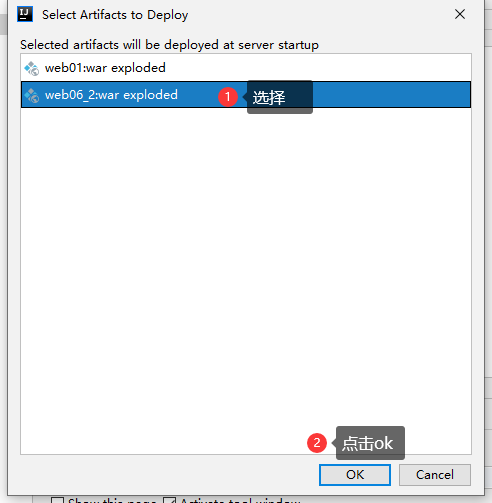 IJ
Select Artifacts to Deploy
Selected artifacts will be deployed at server startup
web01:war exploded
web06_2:war exploded
1 选择
2 点击ok
OK Cancel
Show this page Activate tool window